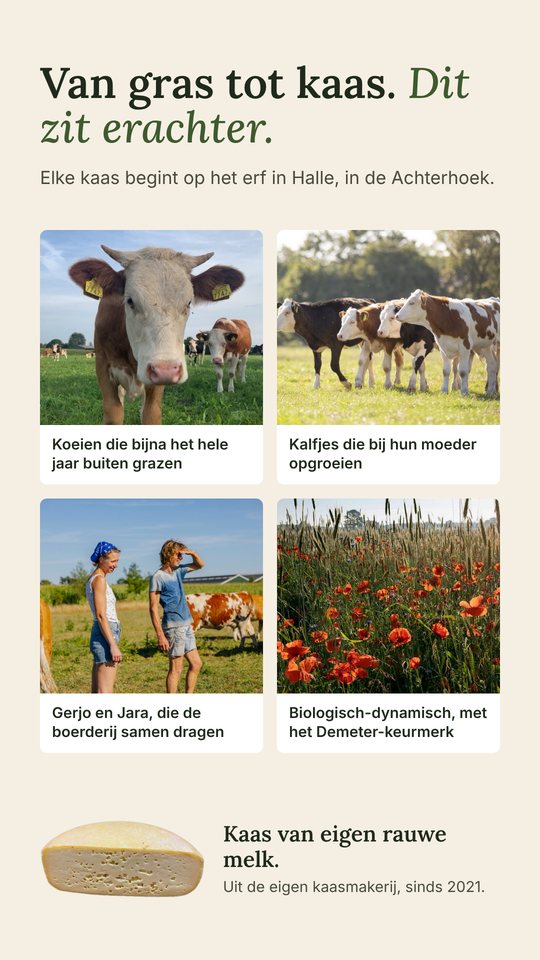 Van gras tot kaas. Dit
zit erachter.
Elke kaas begint op het erf in Halle, in de Achterhoek.
Koeien die bijna het hele
jaar buiten grazen
Kalfjes die bij hun moeder
opgroeien
Gerjo en Jara, die de
boerderij samen dragen
Biologisch-dynamisch, met
het Demeter-keurmerk
Kaas van eigen rauwe
melk.
Uit de eigen kaasmakerij, sinds 2021.